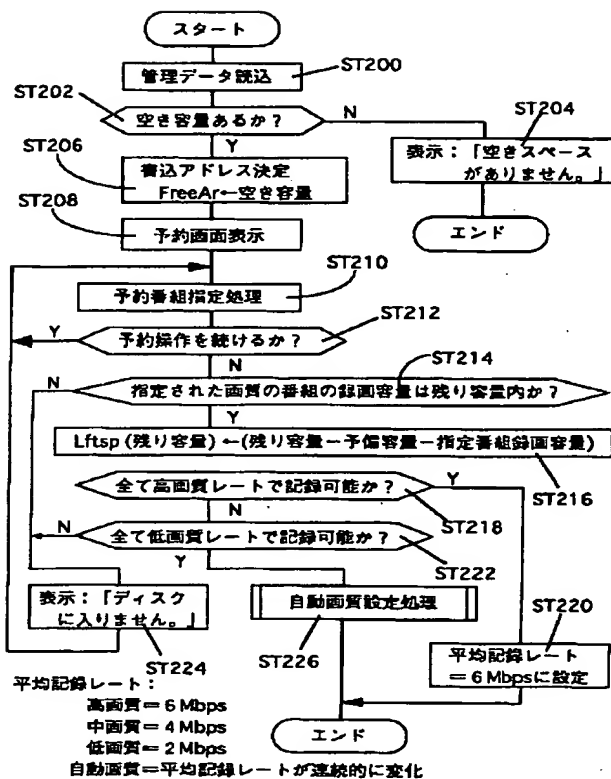 スタート
管理データ読込
ST200
ST202
空き容量あるか？
N
Y
ST204
表示：「空きスペース
がありません。」
エンド
ST206
書込アドレス決定
FreeAr←空き容量
ST208
予約画面表示
ST210
予約番組指定処理
ST212
Y
予約操作を続けるか？
N
ST214
N
指定された画質の番組の録画容量は残り容量内か？
Y
Lftsp（残り容量）←（残り容量－予備容量－指定番組録画容量）
ST216
全て高画質レートで記録可能か？
Y
N
ST218
N
全て低画質レートで記録可能か？
Y
ST222
表示：「ディスク
に入りません。」
ST224
自動画質設定処理
ST226
ST220
平均記録レート
＝6Mbpsに設定
エンド
平均記録レート：
高画質＝6 Mbps
中画質＝4 Mbps
低画質＝2 Mbps
自動画質＝平均記録レートが連続的に変化